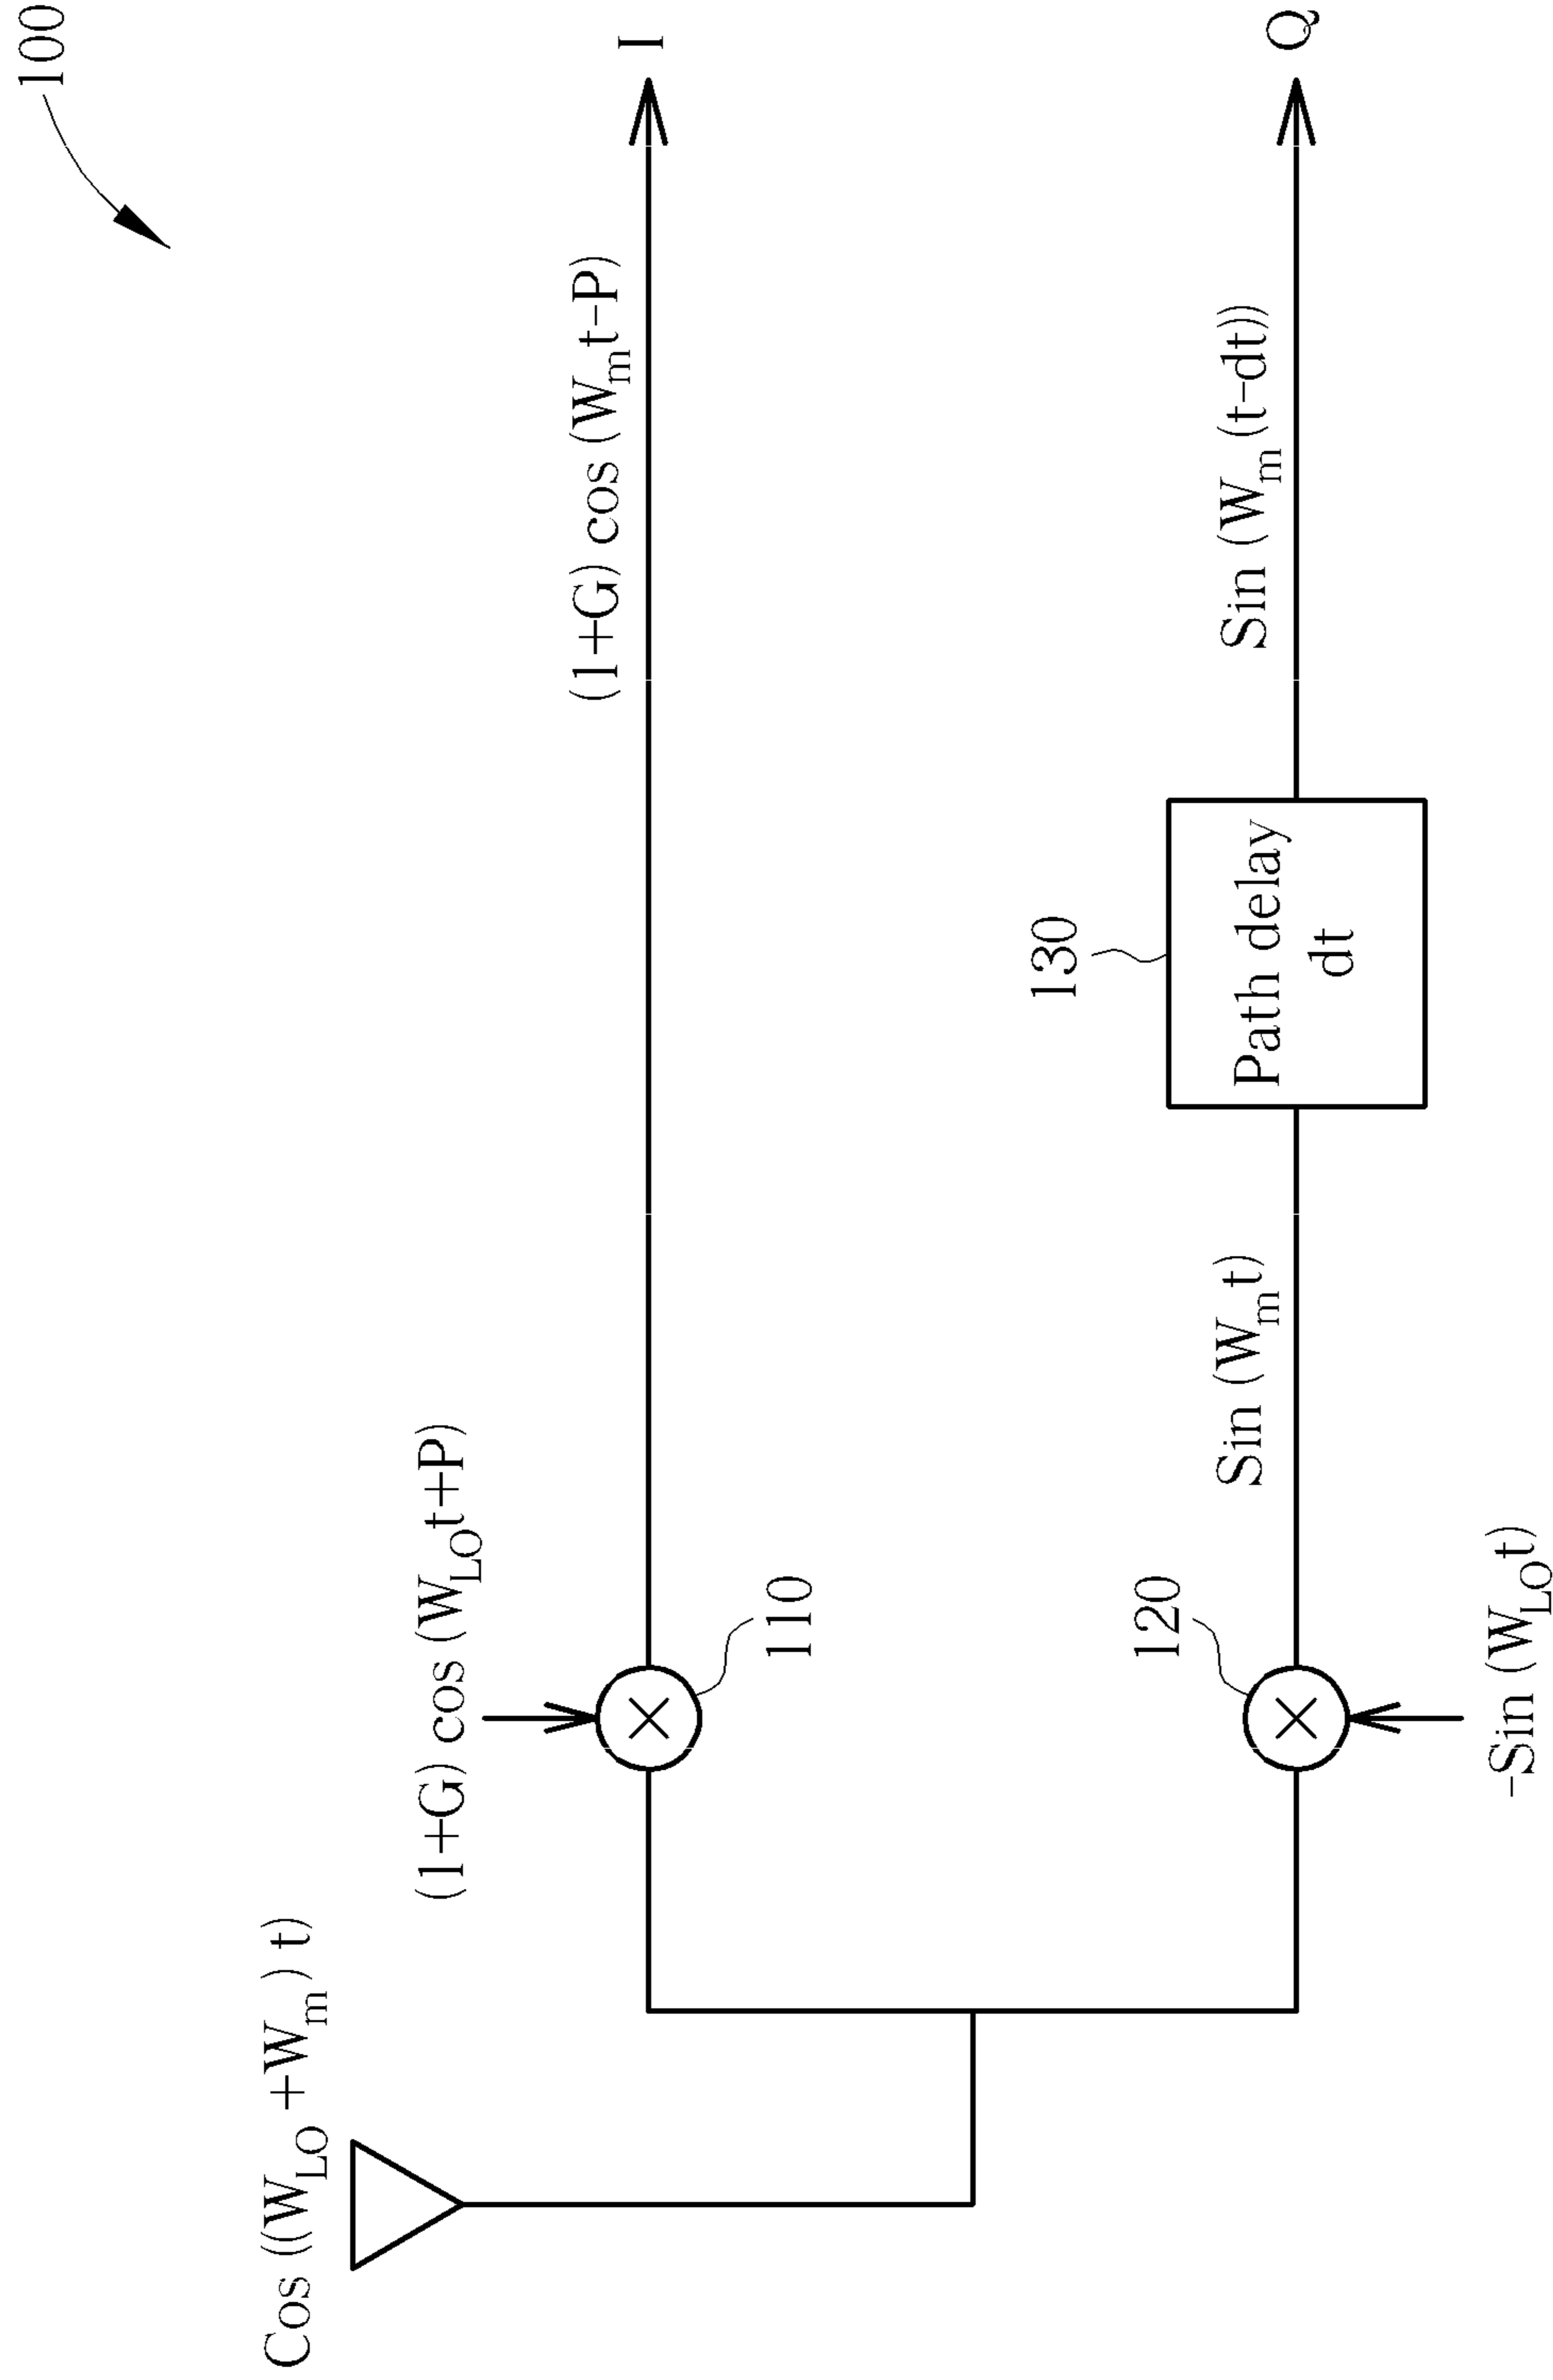 100
Cos ((W_LO +W_m) t)
(1+G) cos (W_LO t+P)
(1+G) cos (W_m t-P)
I
110
120
130
Sin (W_m t)
Path delay
dt
Sin (W_m (t-dt))
Q
-Sin (W_LO t)